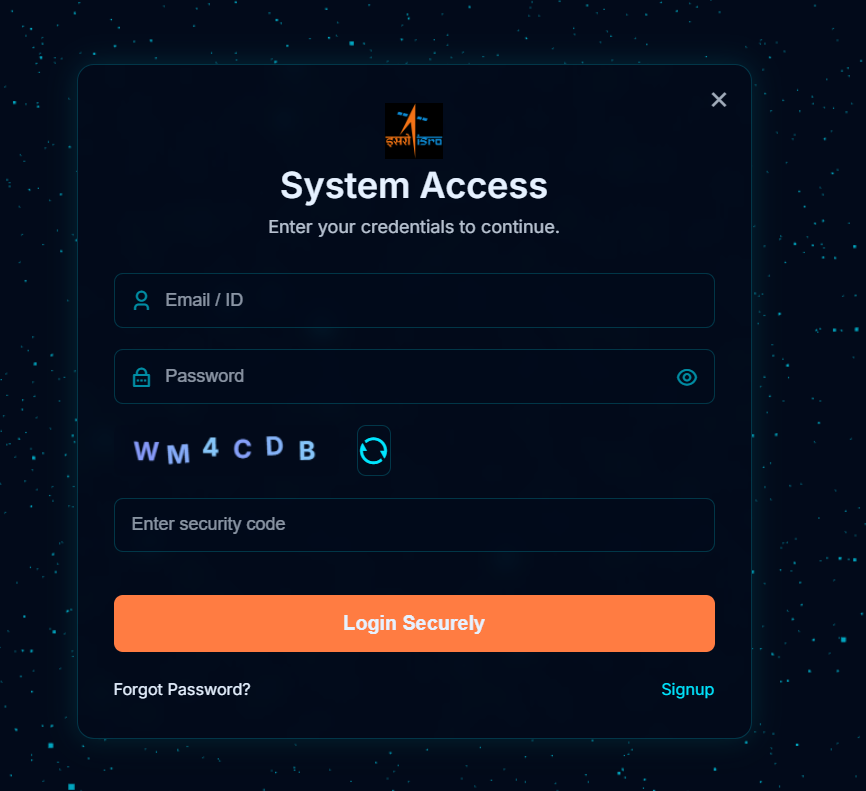 इसरो isro
System Access
Enter your credentials to continue.
Email / ID
Password
WM4CDB
Enter security code
Login Securely
Forgot Password?
Signup